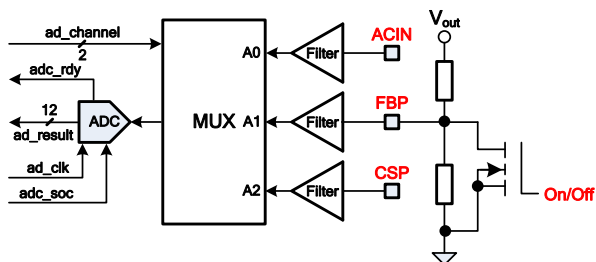 ad_channel
2
adc_rdy
12
ad_result
ADC
ad_clk
adc_soc
MUX
A0
Filter
ACIN
A1
Filter
FBP
A2
Filter
CSP
Vout
On/Off